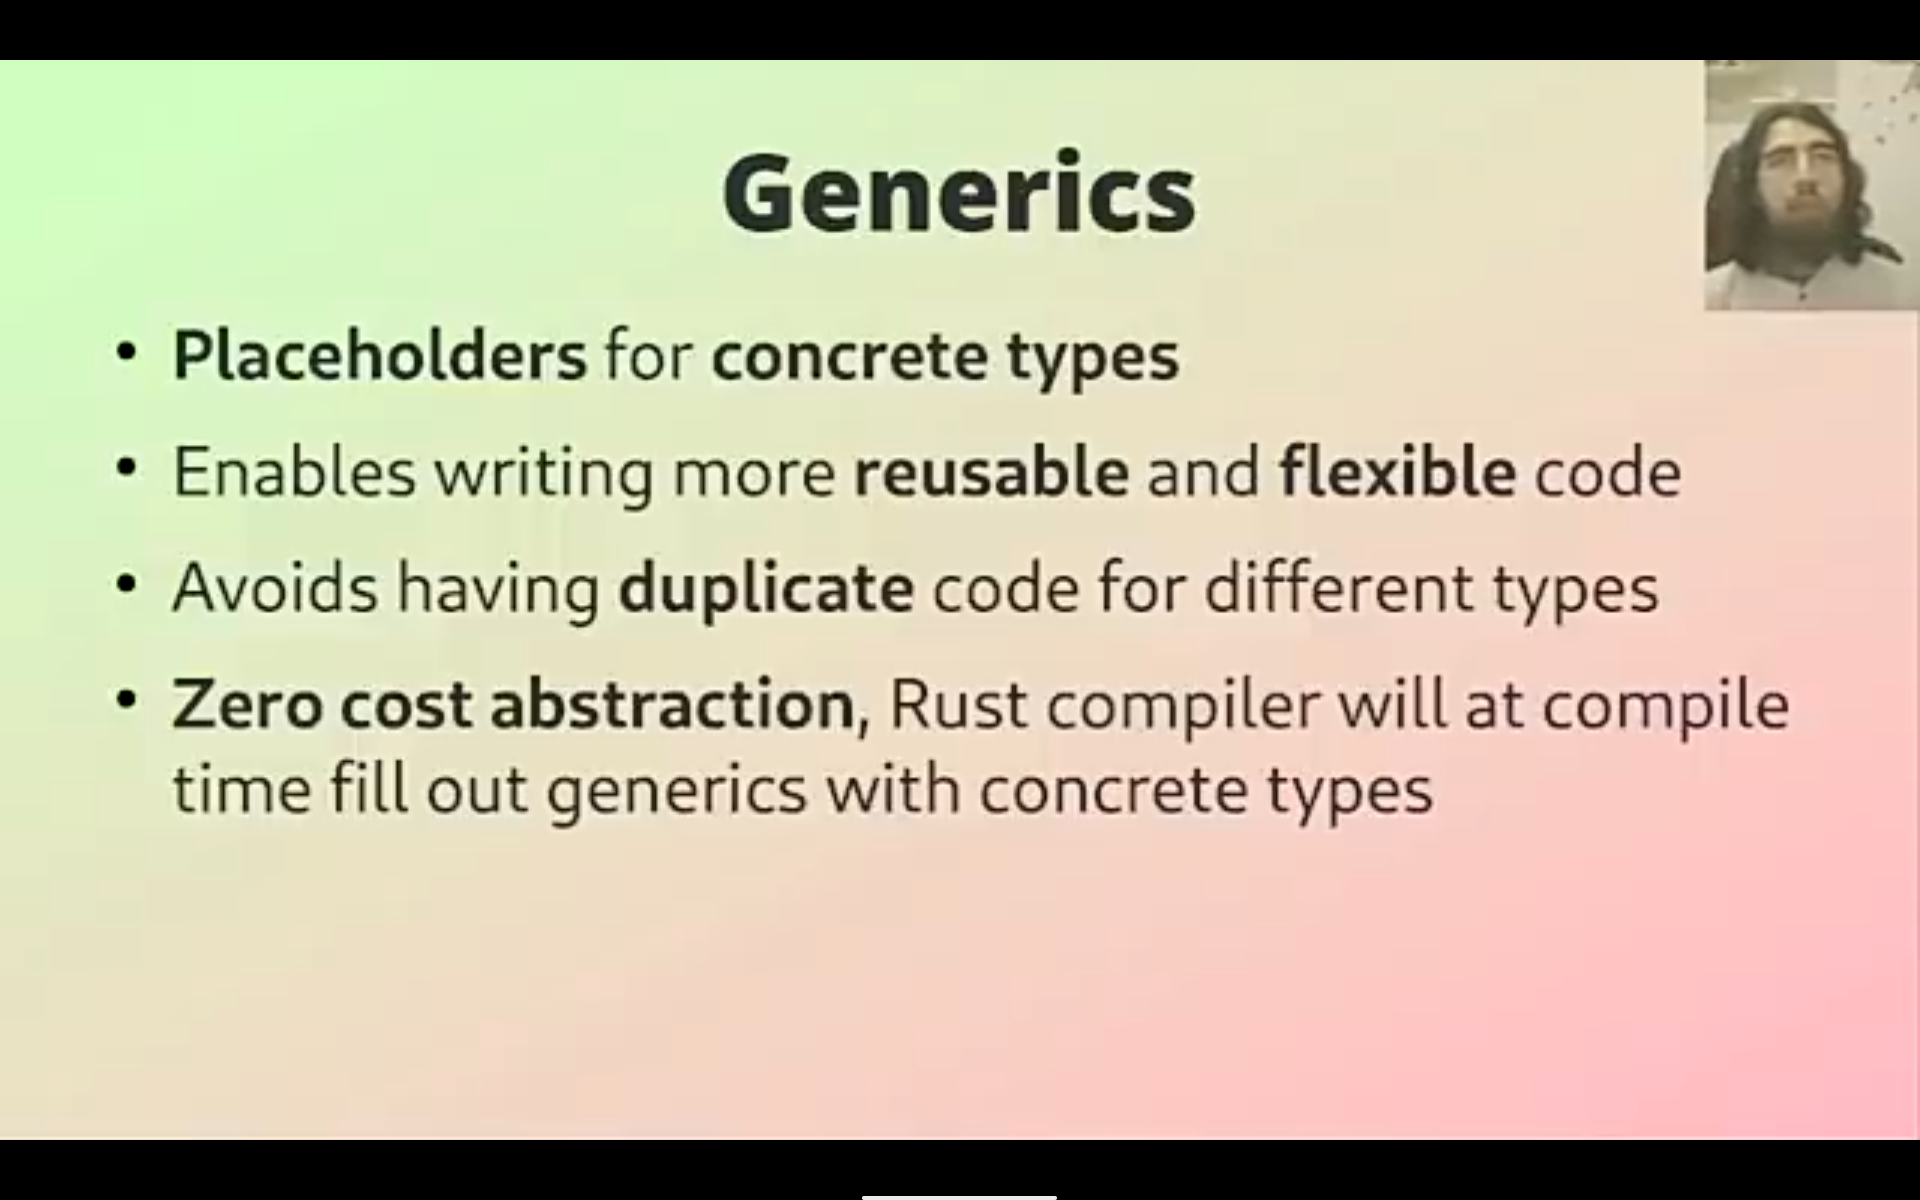 Generics
• Placeholders for concrete types
• Enables writing more reusable and flexible code
• Avoids having duplicate code for different types
• Zero cost abstraction, Rust compiler will at compile
time fill out generics with concrete types